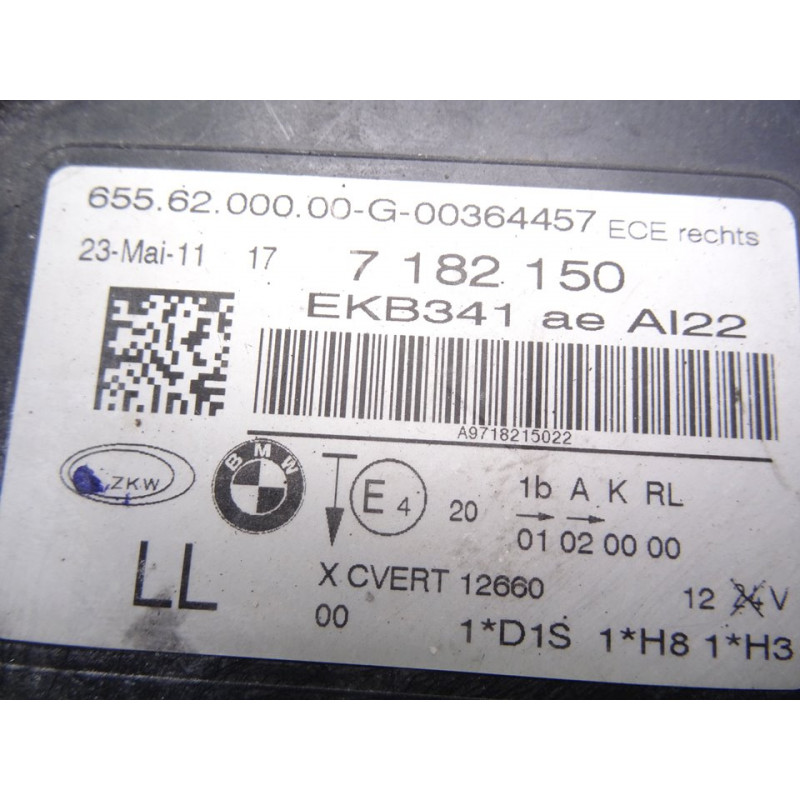 655.62.000.00-G-00364457 ECE rechts
23-Mai-11 17 7 182 150
EKB341 ae AI22
A9718215022
ZKW BMW E4 20 1b A K RL
01 02 00 00
LL X CVERT 12660 12 24 V
00 1*D1S 1*H8 1*H3